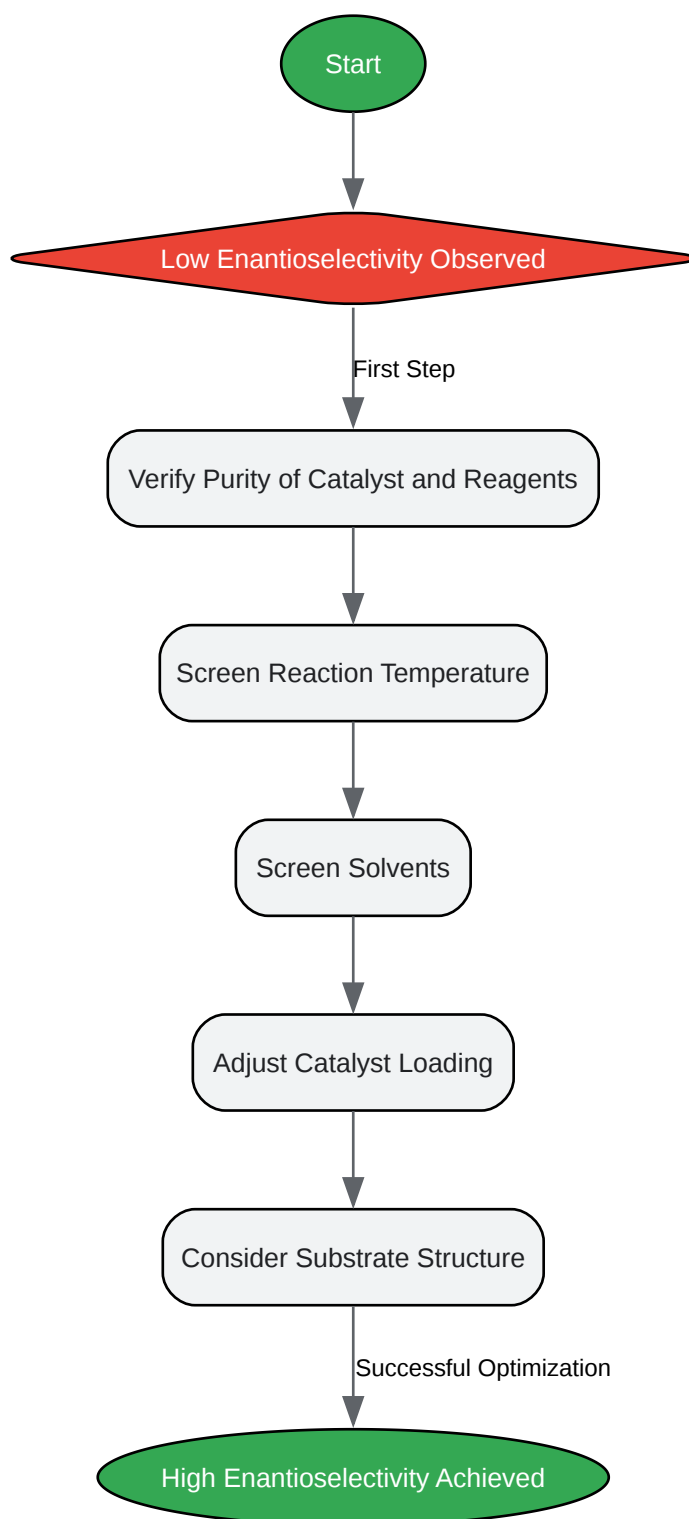 Start
Low Enantioselectivity Observed
First Step
Verify Purity of Catalyst and Reagents
Screen Reaction Temperature
Screen Solvents
Adjust Catalyst Loading
Consider Substrate Structure
Successful Optimization
High Enantioselectivity Achieved